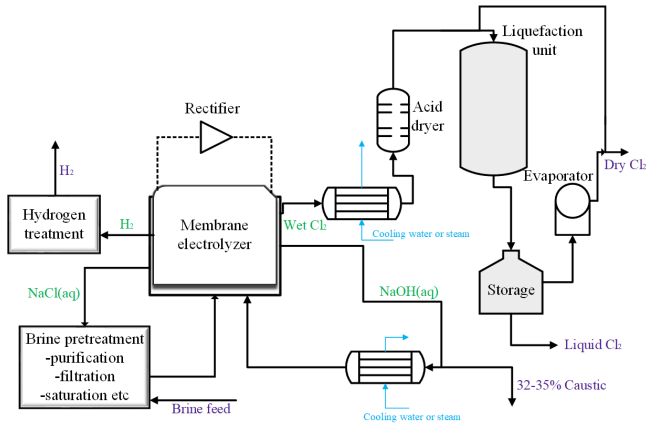 Liquefaction
unit
Rectifier
Acid
dryer
H₂
Dry Cl₂
Evaporator
Hydrogen
treatment
H₂
Membrane
electrolyzer
Wet Cl₂
Cooling water or steam
NaCl(aq)
NaOH(aq)
Storage
Brine pretreatment
-purification
-filtration
-saturation etc
Liquid Cl₂
32-35% Caustic
Brine feed
Cooling water or steam